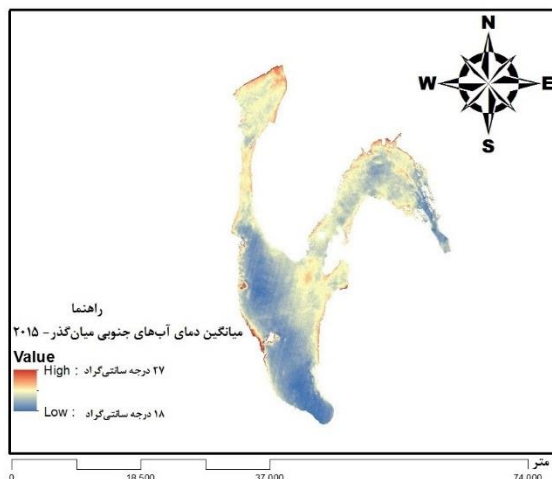 N
W E
S
راهنما
میانگین دمای آب‌های جنوبی میان‌گذر- ۲۰۱۵
Value
High : ۲۷ درجه سانتی‌گراد
Low : ۱۸ درجه سانتی‌گراد
متر
0 18,500 37,000 74,000